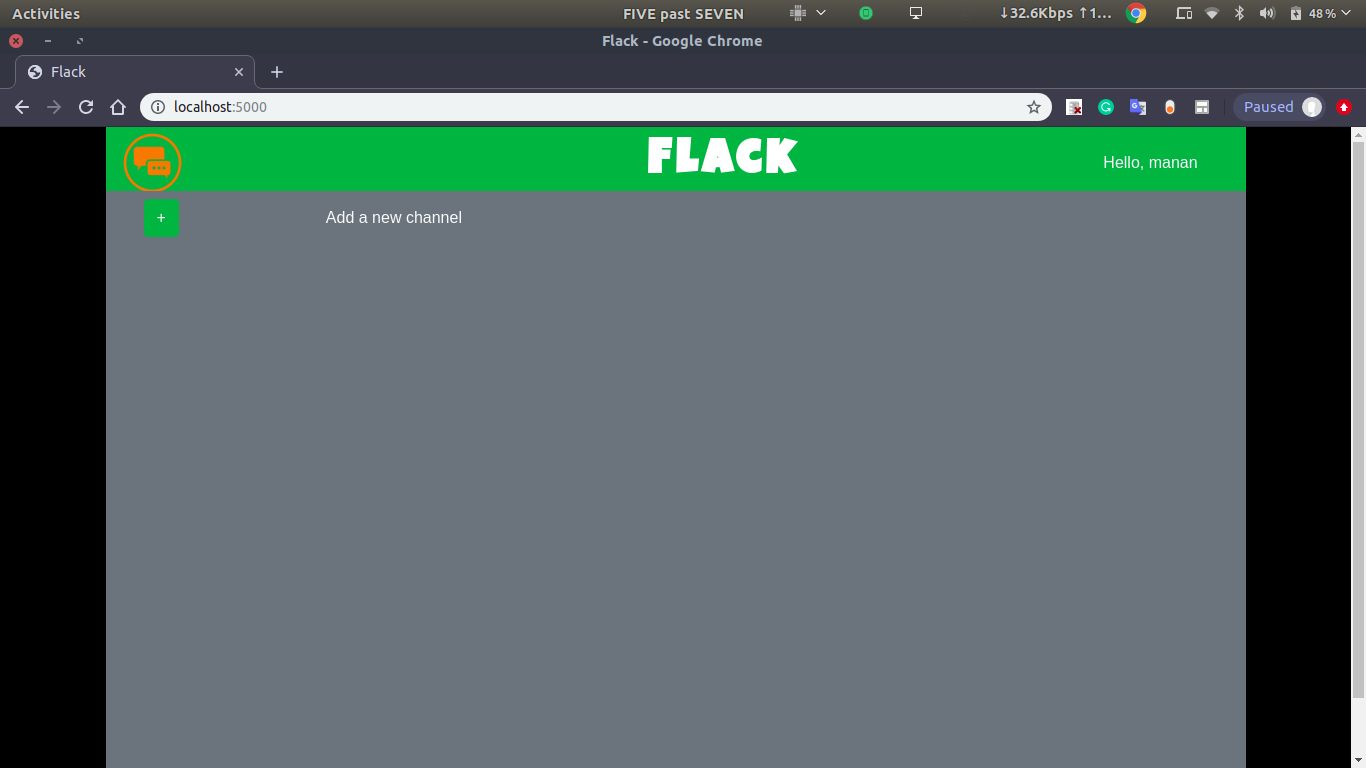 Activities FIVE past SEVEN ↓32.6Kbps ↑1... 48%
Flack - Google Chrome
Flack
localhost:5000 Paused
FLACK
Hello, manan
+ Add a new channel